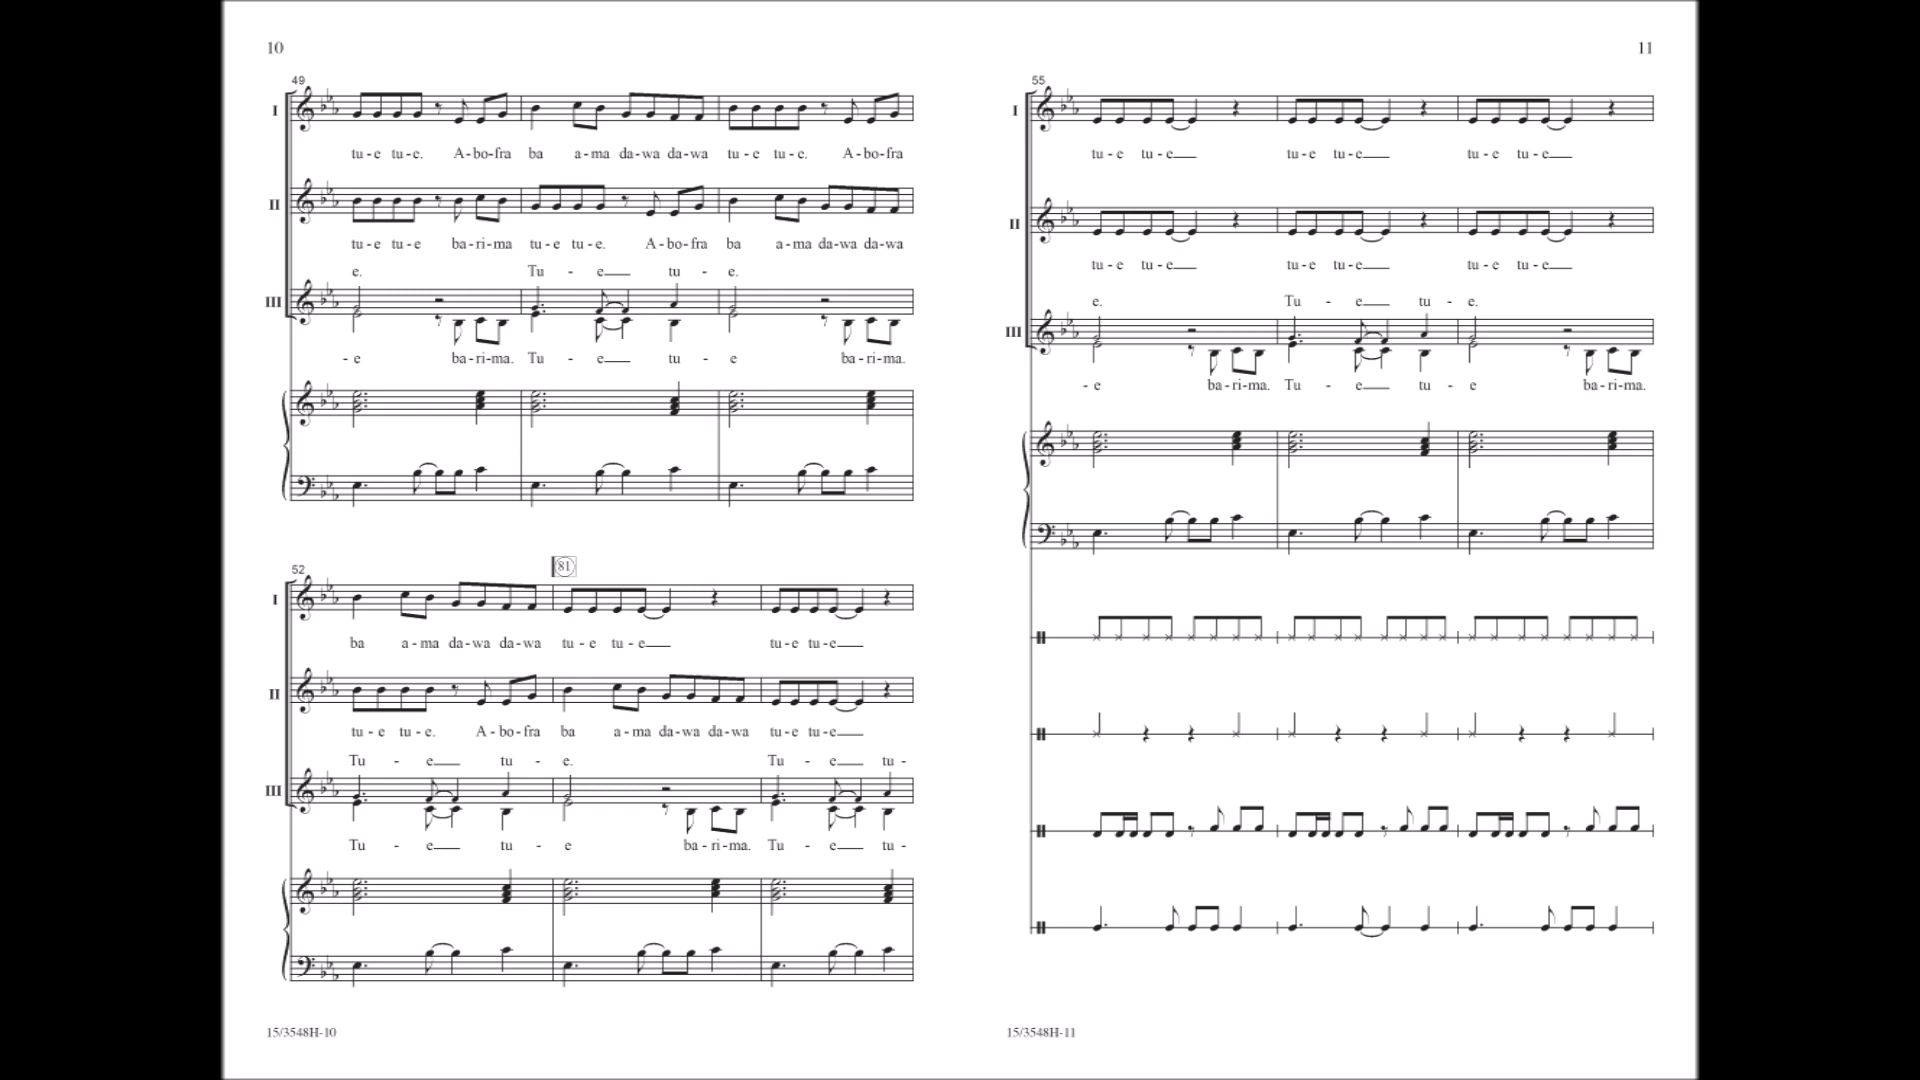 10
49
I
tu - e tu - e. A - bo - fra ba a - ma da - wa da - wa tu - e tu - e. A - bo - fra
II
tu - e tu - e ba - ri - ma tu - e tu - e. A - bo - fra ba a - ma da - wa da - wa
e. Tu - e tu - e.
III
- e ba - ri - ma. Tu - e tu - e ba - ri - ma.
52
81
I
ba a - ma da - wa da - wa tu - e tu - e tu - e tu - e
II
tu - e tu - e. A - bo - fra ba a - ma da - wa da - wa tu - e tu - e
Tu - e tu - e. Tu - e tu -
III
Tu - e tu - e ba - ri - ma. Tu - e tu -
15/3548H-10
11
55
I
tu - e tu - e tu - e tu - e tu - e tu - e
II
tu - e tu - e tu - e tu - e tu - e tu - e
e. Tu - e tu - e.
III
- e ba - ri - ma. Tu - e tu - e ba - ri - ma.
15/3548H-11